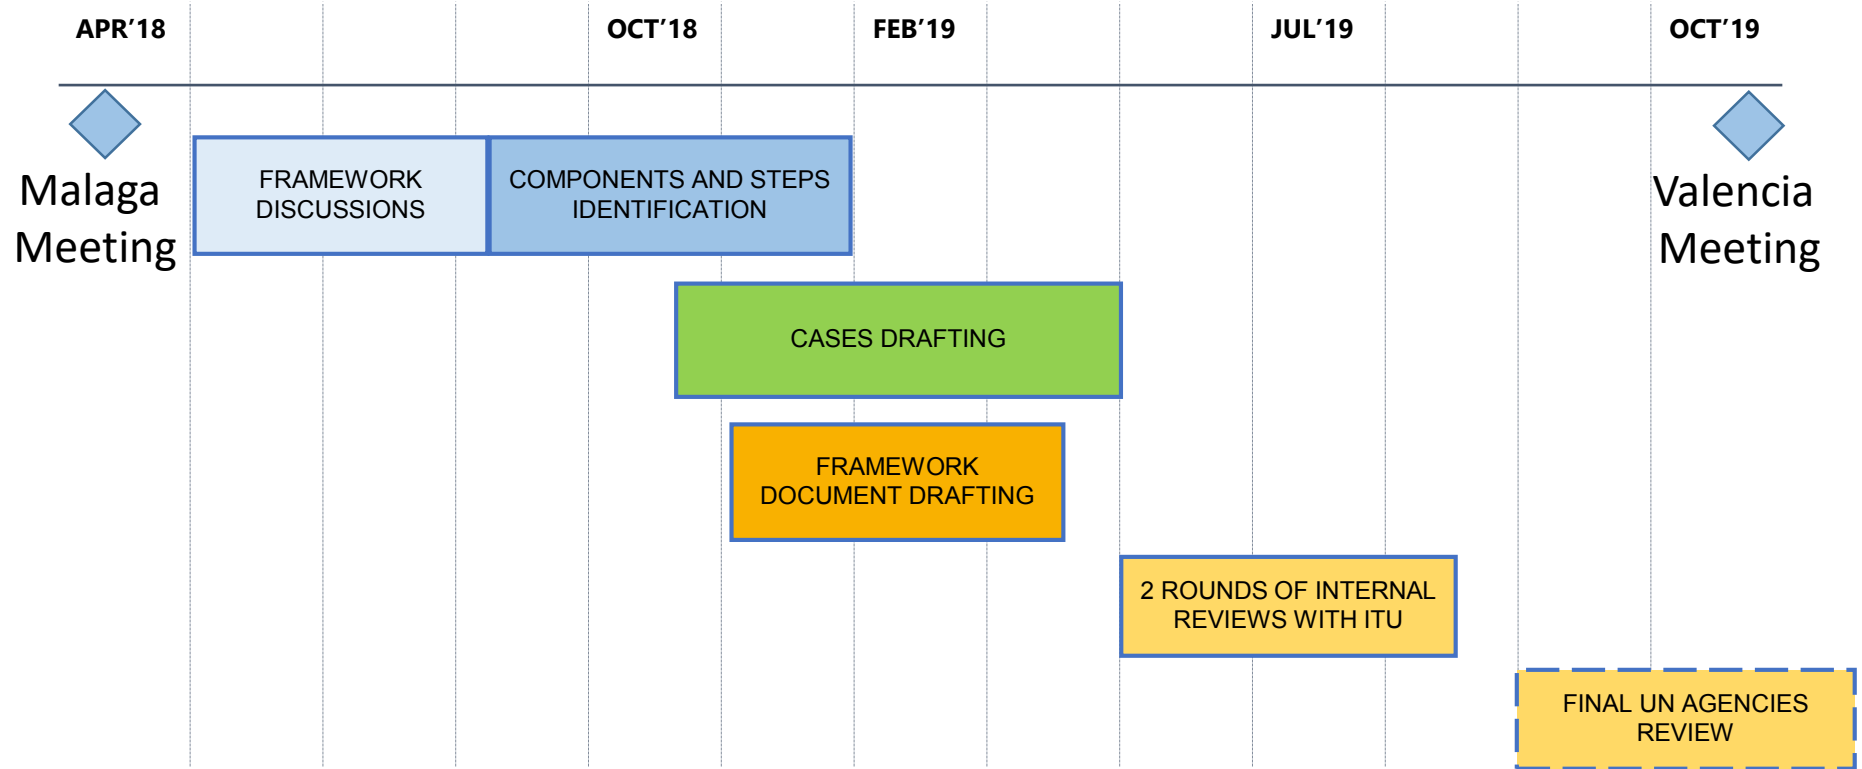 APR’18
OCT’18
FEB’19
JUL’19
OCT’19
Malaga
Meeting
FRAMEWORK
DISCUSSIONS
COMPONENTS AND STEPS
IDENTIFICATION
Valencia
Meeting
CASES DRAFTING
FRAMEWORK
DOCUMENT DRAFTING
2 ROUNDS OF INTERNAL
REVIEWS WITH ITU
FINAL UN AGENCIES
REVIEW